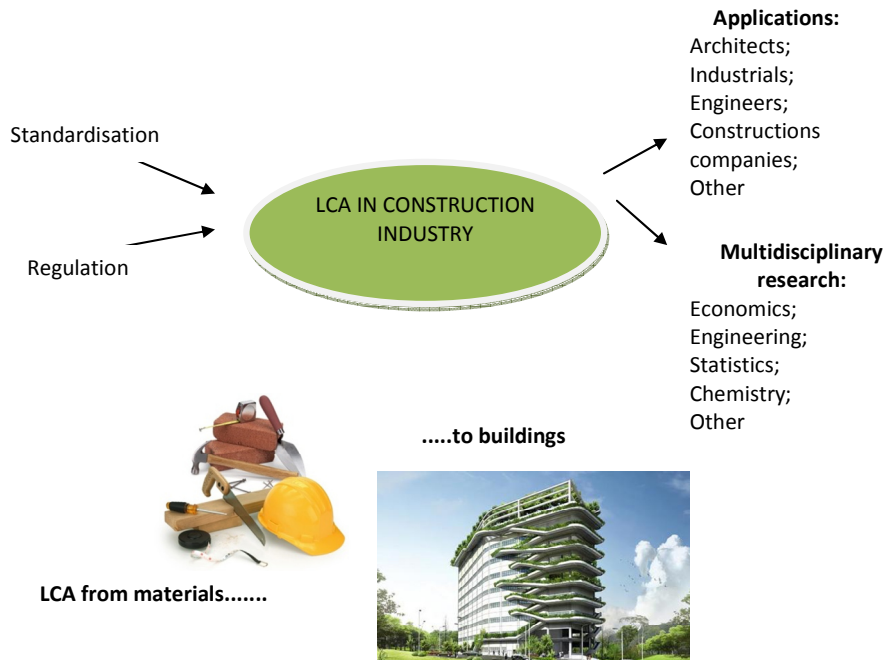 Standardisation
Regulation
LCA IN CONSTRUCTION
INDUSTRY
Applications:
Architects;
Industrials;
Engineers;
Constructions
companies;
Other
Multidisciplinary
research:
Economics;
Engineering;
Statistics;
Chemistry;
Other
LCA from materials.......
.....to buildings